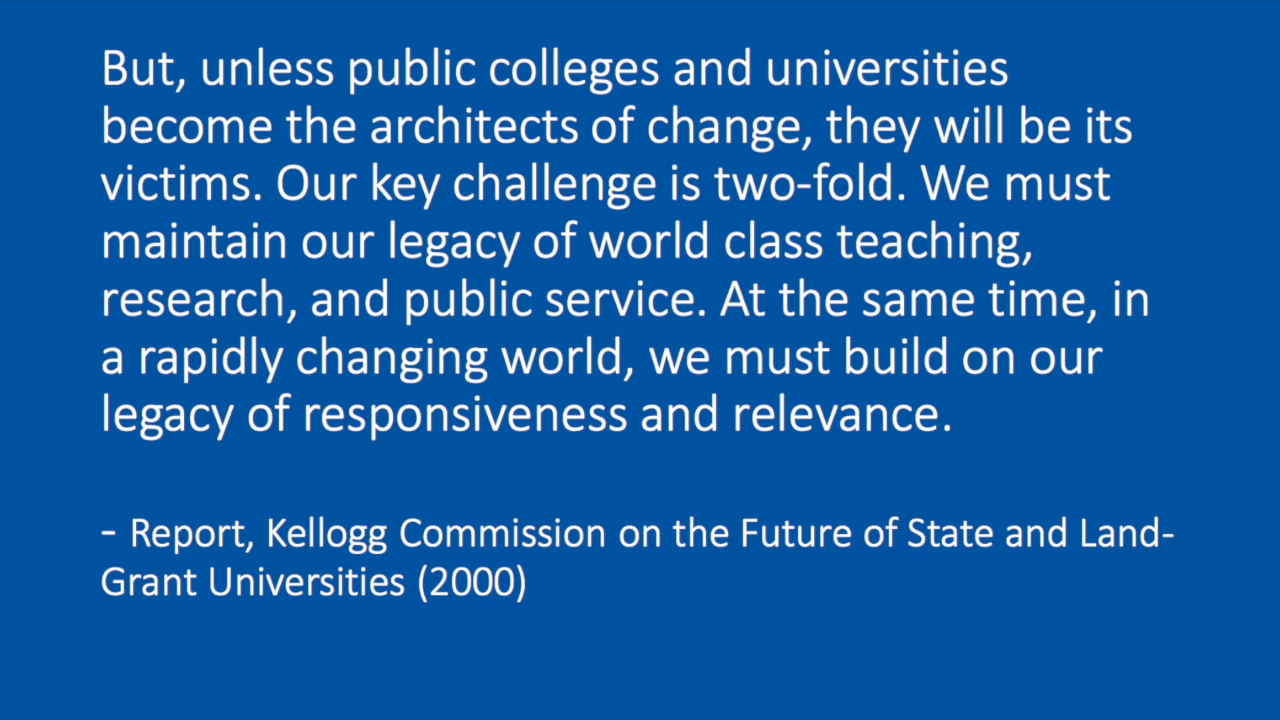 But, unless public colleges and universities
become the architects of change, they will be its
victims. Our key challenge is two-fold. We must
maintain our legacy of world class teaching,
research, and public service. At the same time, in
a rapidly changing world, we must build on our
legacy of responsiveness and relevance.
- Report, Kellogg Commission on the Future of State and Land-
Grant Universities (2000)